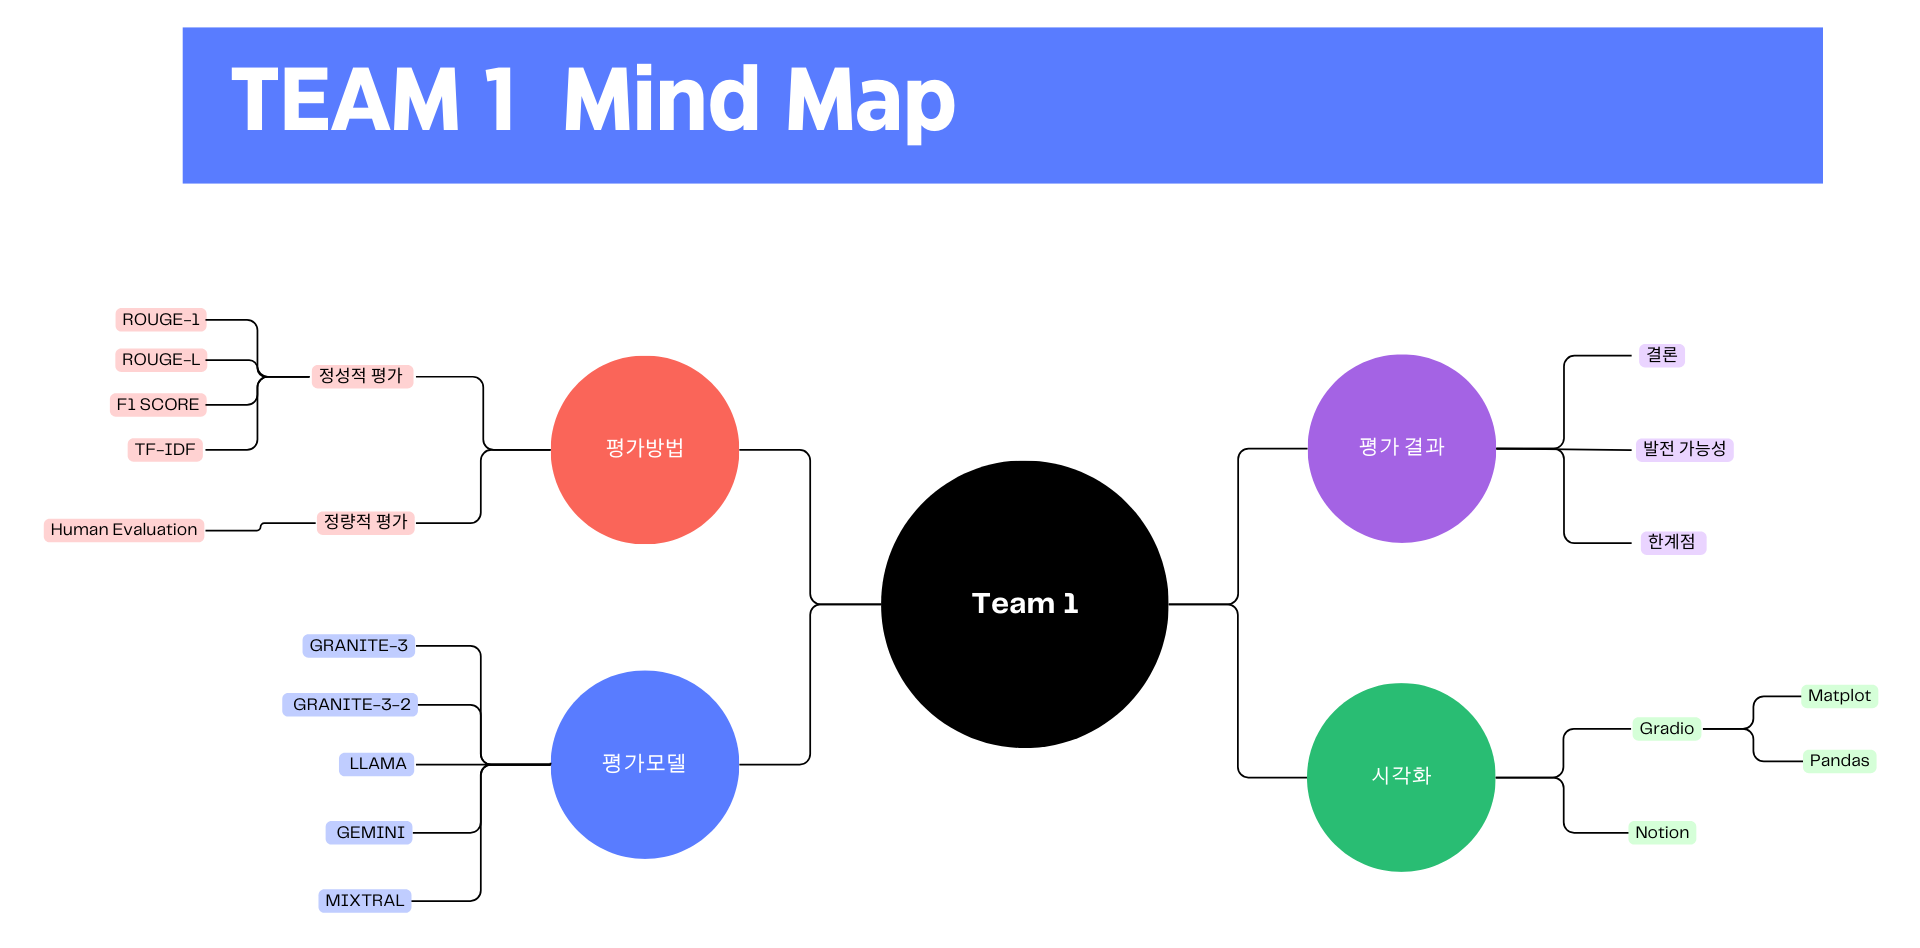 TEAM 1 Mind Map
ROUGE-1
ROUGE-L
F1 SCORE
TF-IDF
정성적 평가
Human Evaluation
정량적 평가
평가방법
GRANITE-3
GRANITE-3-2
LLAMA
GEMINI
MIXTRAL
평가모델
Team 1
평가 결과
결론
발전 가능성
한계점
시각화
Gradio
Matplot
Pandas
Notion